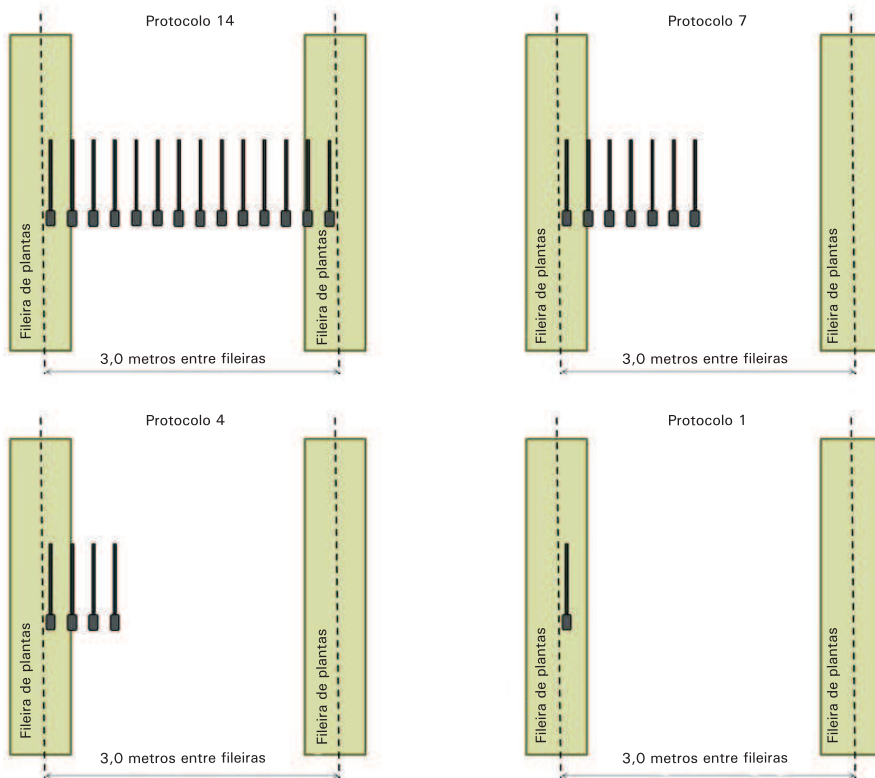 Protocolo 14
Fileira de plantas
Fileira de plantas
3,0 metros entre fileiras
Protocolo 7
Fileira de plantas
Fileira de plantas
3,0 metros entre fileiras
Protocolo 4
Fileira de plantas
Fileira de plantas
3,0 metros entre fileiras
Protocolo 1
Fileira de plantas
Fileira de plantas
3,0 metros entre fileiras